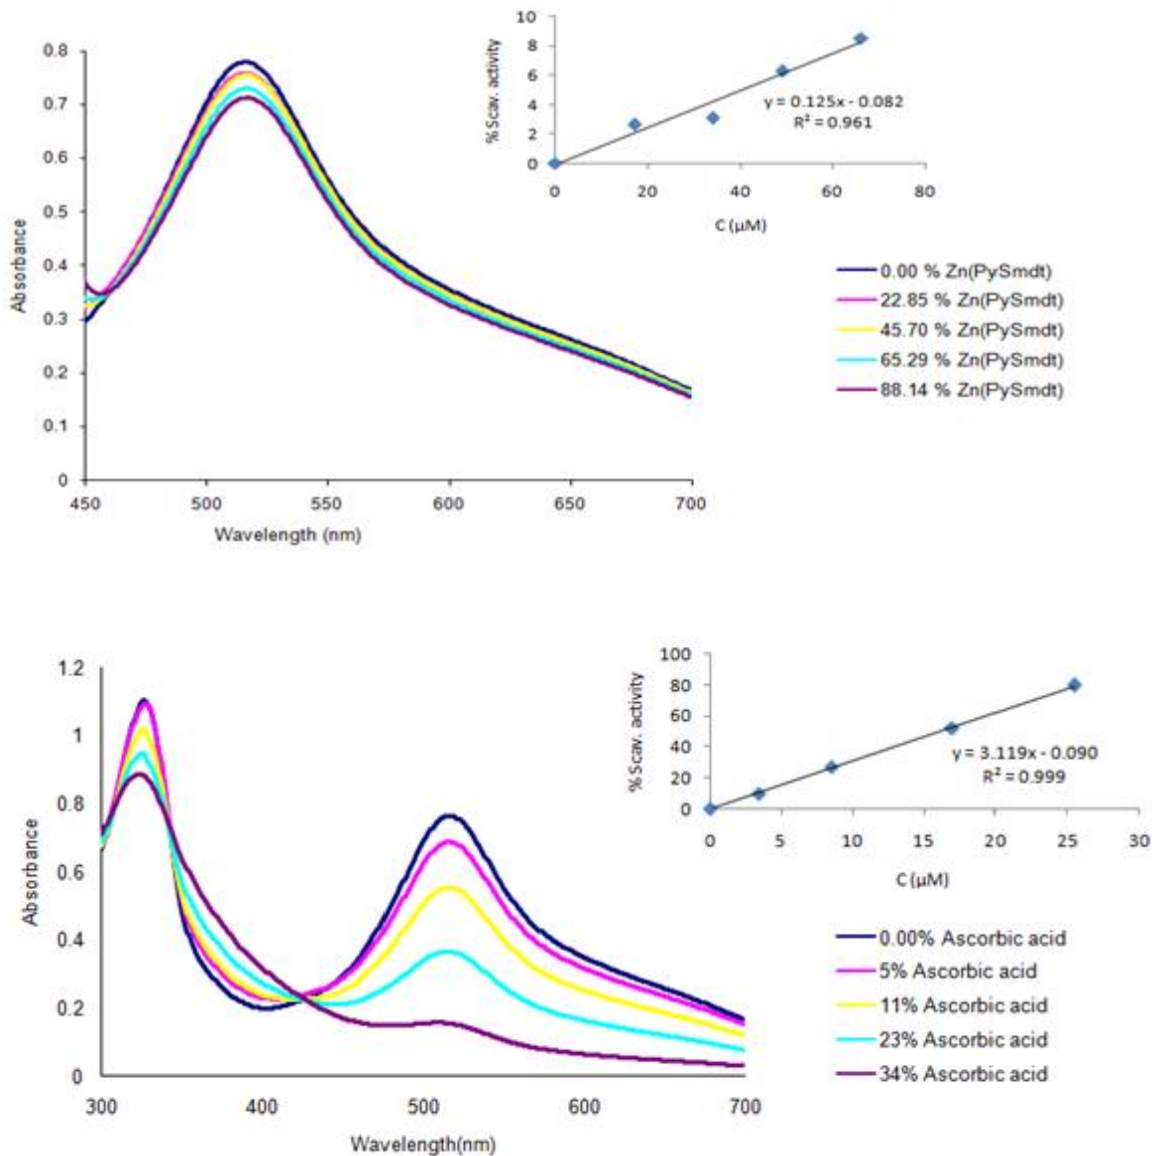 10
8
6
4
2
0
% Scav. activity
y = 0.125x - 0.082
R² = 0.961
0 20 40 60 80
C (µM)
0.8
0.7
0.6
0.5
0.4
0.3
0.2
0.1
0
Absorbance
450 500 550 600 650 700
Wavelength (nm)
0.00 % Zn(PySmdt)
22.85 % Zn(PySmdt)
45.70 % Zn(PySmdt)
65.29 % Zn(PySmdt)
88.14 % Zn(PySmdt)
100
80
60
40
20
0
% Scav. activity
y = 3.119x - 0.090
R² = 0.999
0 5 10 15 20 25 30
C (µM)
1.2
1
0.8
0.6
0.4
0.2
0
Absorbance
300 400 500 600 700
Wavelength(nm)
0.00% Ascorbic acid
5% Ascorbic acid
11% Ascorbic acid
23% Ascorbic acid
34% Ascorbic acid